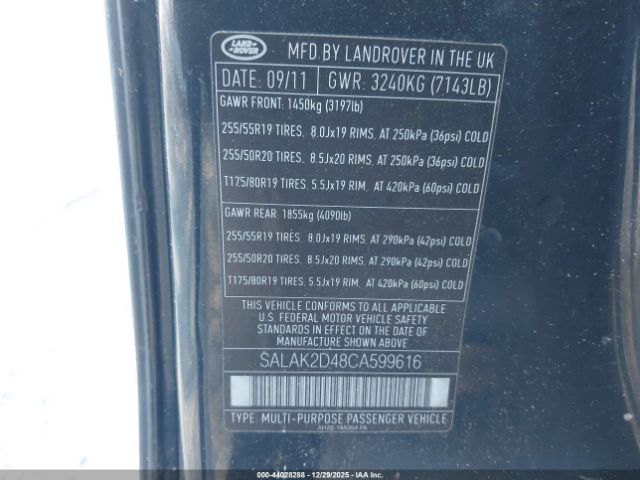 LAND
ROVER
MFD. BY LANDROVER IN THE UK
DATE: 09/11 GWR: 3240KG (7143LB)
GAWR FRONT: 1450kg (3197lb)
255/55R19 TIRES. 8.0Jx19 RIMS. AT 250kPa (36psi) COLD
255/50R20 TIRES. 8.5Jx20 RIMS. AT 250kPa (36psi) COLD
T175/80R19 TIRES. 5.5Jx19 RIM. AT 420kPa (60psi) COLD
GAWR REAR: 1855kg (4090lb)
255/55R19 TIRES. 8.0Jx19 RIMS. AT 290kPa (42psi) COLD
255/50R20 TIRES. 8.5Jx20 RIMS. AT 290kPa (42psi) COLD
T175/80R19 TIRES. 5.5Jx19 RIM. AT 420kPa (60psi) COLD
THIS VEHICLE CONFORMS TO ALL APPLICABLE
U.S. FEDERAL MOTOR VEHICLE SAFETY
STANDARDS IN EFFECT ON THE DATE OF
MANUFACTURE SHOWN ABOVE
SALAK2D48CA599616
TYPE: MULTI-PURPOSE PASSENGER VEHICLE
000-44028288 - 12/29/2025 - COPYRIGHT © IAA, LLC